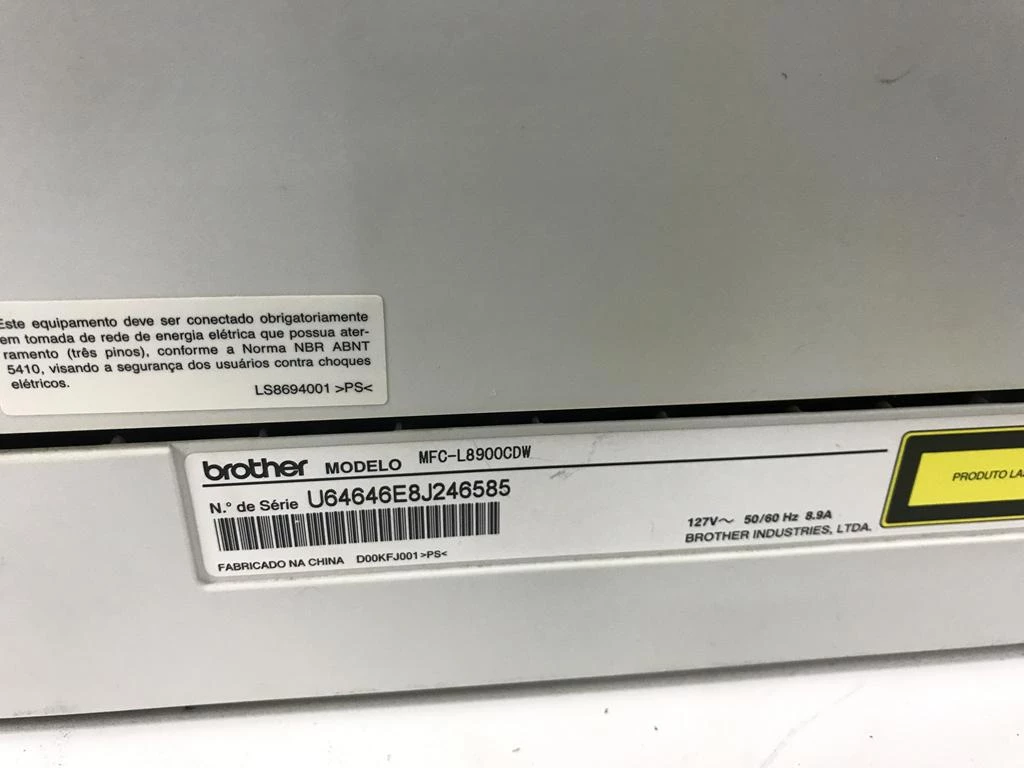 Este equipamento deve ser conectado obrigatoriamente
em tomada de rede de energia elétrica que possua ater-
ramento (três pinos), conforme a Norma NBR ABNT
5410, visando a segurança dos usuários contra choques
elétricos.
LS8694001 >PS<
brother MODELO MFC-L8900CDW
N.° de Série U64646E8J246585
127V~ 50/60 Hz 8.9A
BROTHER INDUSTRIES, LTDA.
FABRICADO NA CHINA D00KFJ001 >PS<
PRODUTO